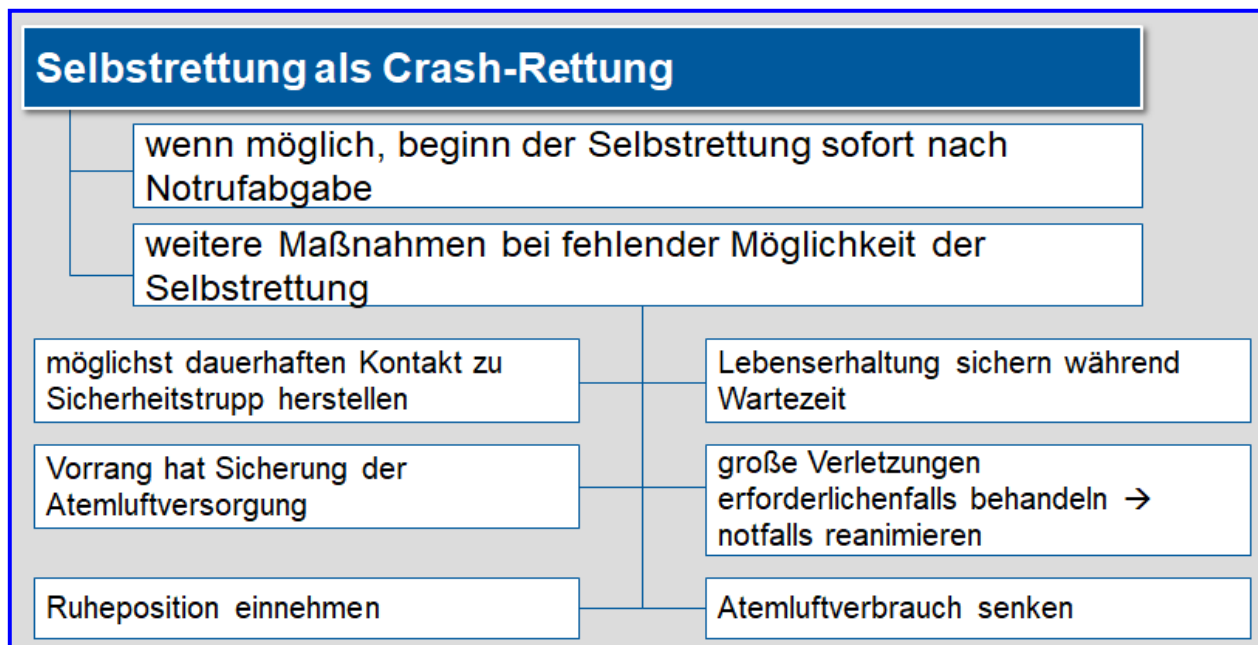 Selbstrettung als Crash-Rettung
wenn möglich, beginn der Selbstrettung sofort nach
Notrufabgabe
weitere Maßnahmen bei fehlender Möglichkeit der
Selbstrettung
möglichst dauerhaften Kontakt zu
Sicherheitstrupp herstellen
Lebenserhaltung sichern während
Wartezeit
Vorrang hat Sicherung der
Atemluftversorgung
große Verletzungen
erforderlichenfalls behandeln →
notfalls reanimieren
Ruheposition einnehmen
Atemluftverbrauch senken